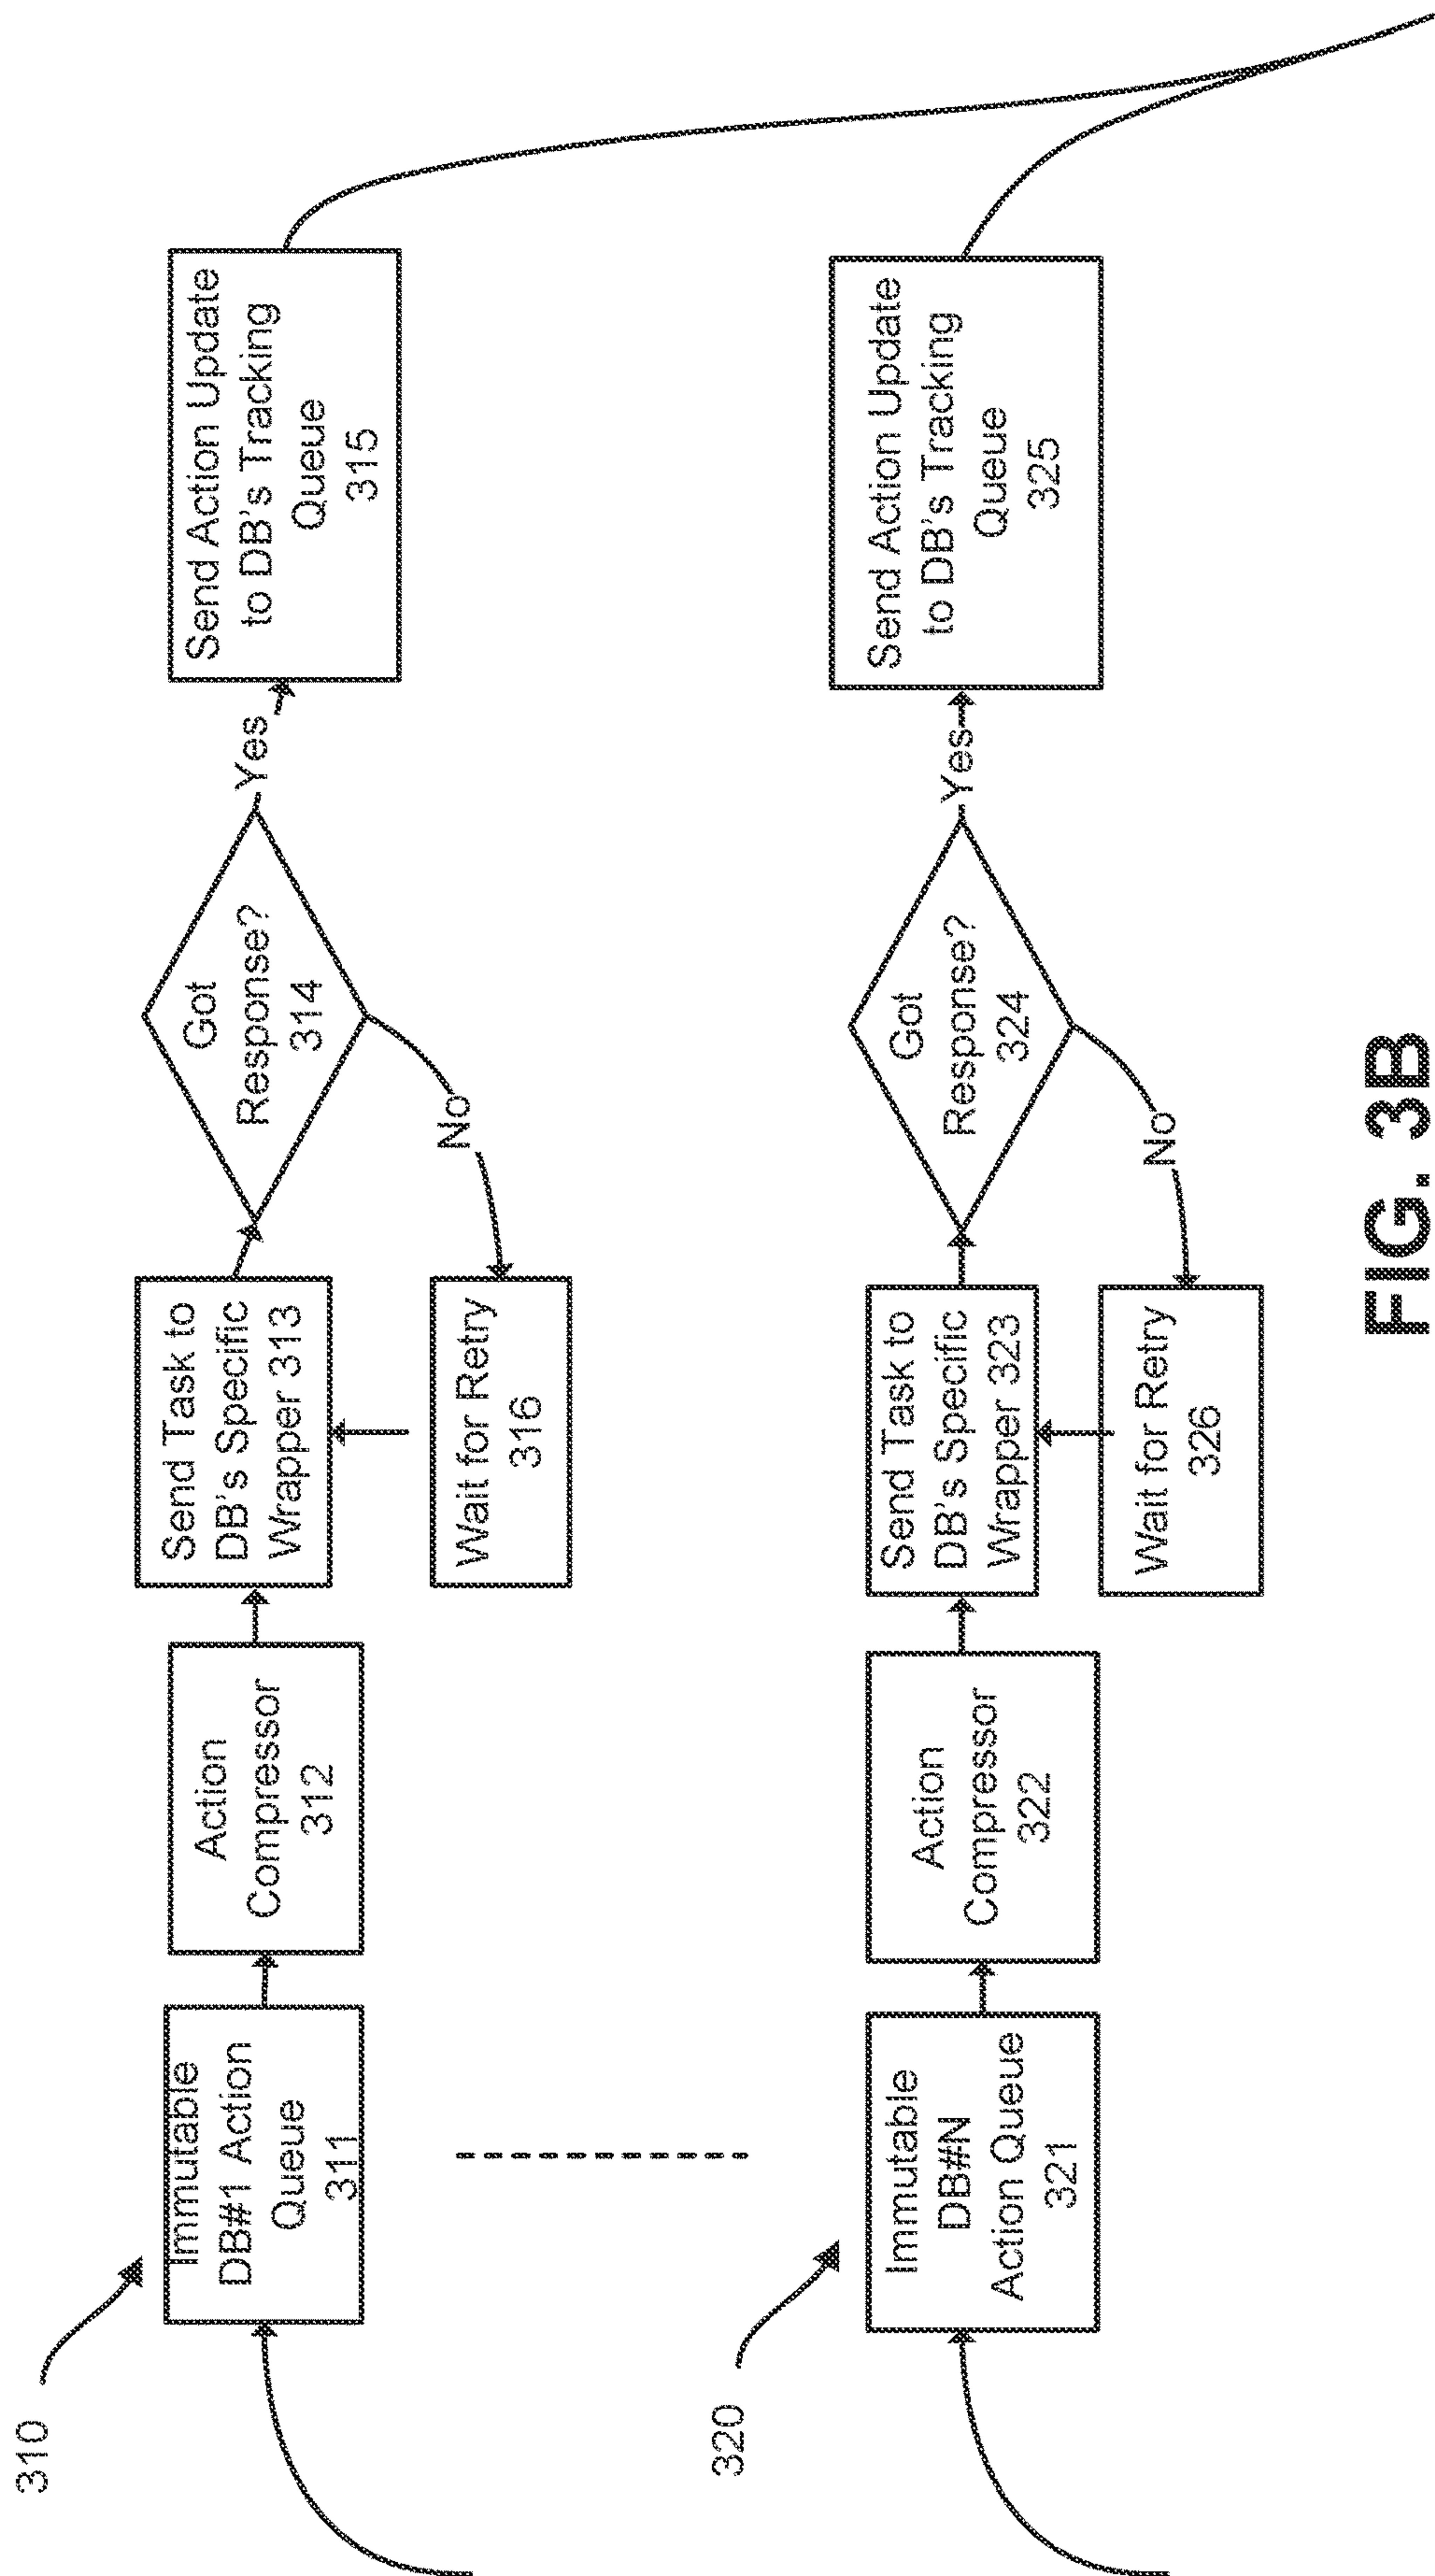 310
Immutable
DB#1 Action
Queue
311
Action
Compressor
312
Send Task to
DB's Specific
Wrapper 313
Got
Response?
314
Yes
Send Action Update
to DB's Tracking
Queue
315
No
Wait for Retry
316
320
Immutable
DB#N
Action Queue
321
Action
Compressor
322
Send Task to
DB's Specific
Wrapper 323
Got
Response?
324
Yes
Send Action Update
to DB's Tracking
Queue
325
No
Wait for Retry
326
FIG. 3B